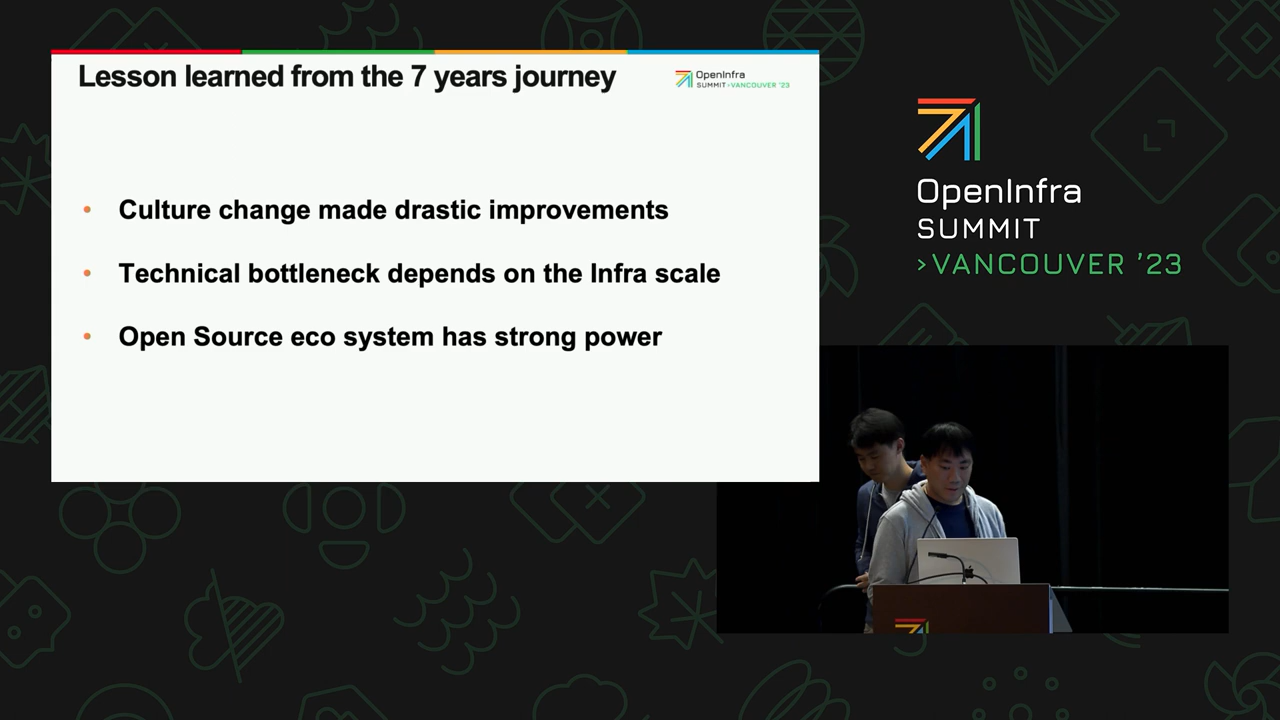 Lesson learned from the 7 years journey
OpenInfra
SUMMIT >VANCOUVER '23
• Culture change made drastic improvements
• Technical bottleneck depends on the Infra scale
• Open Source eco system has strong power
OpenInfra
SUMMIT
>VANCOUVER '23